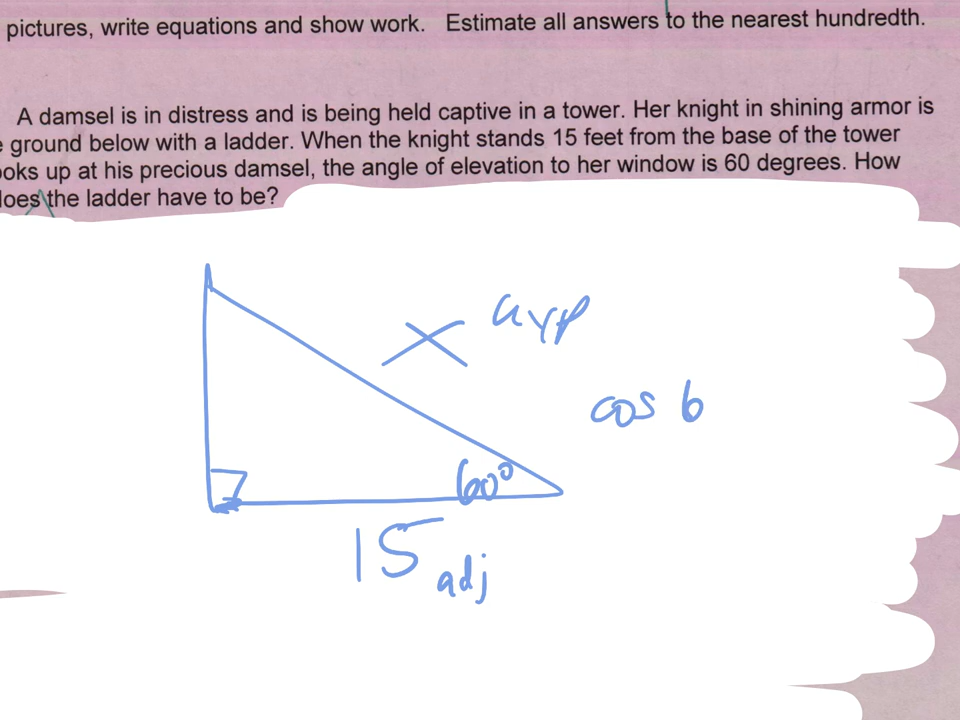 pictures, write equations and show work. Estimate all answers to the nearest hundredth.
A damsel is in distress and is being held captive in a tower. Her knight in shining armor is
ground below with a ladder. When the knight stands 15 feet from the base of the tower
ooks up at his precious damsel, the angle of elevation to her window is 60 degrees. How
does the ladder have to be?
X hyp
cos 6
60°
15 adj